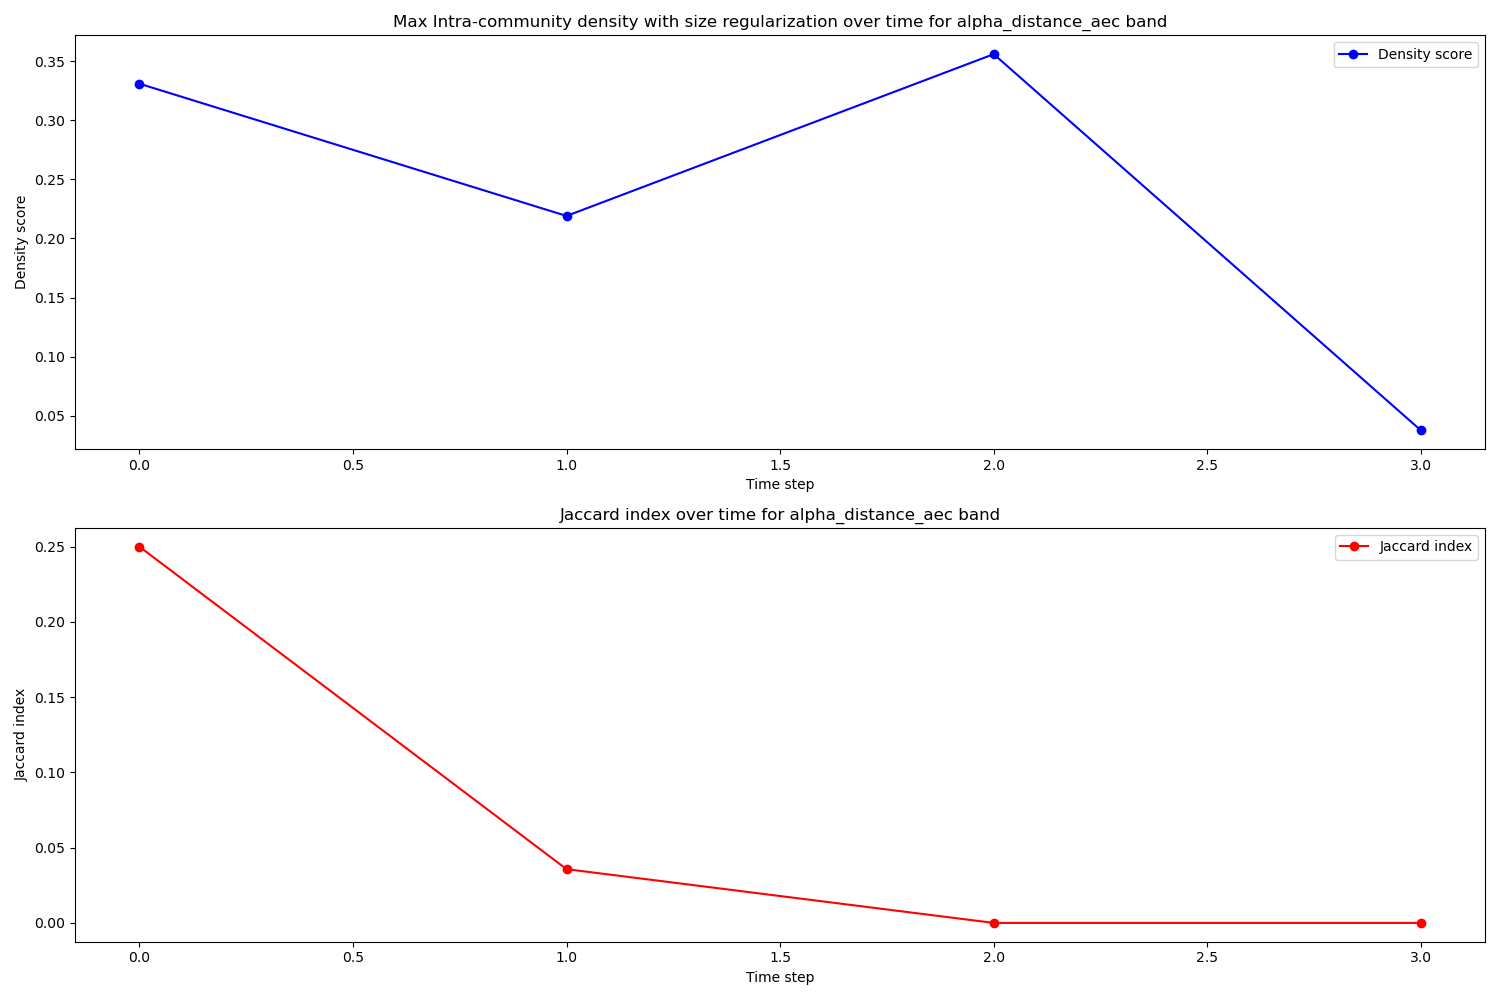 Max Intra-community density with size regularization over time for alpha_distance_aec band
Density score
0.35
0.30
0.25
0.20
0.15
0.10
0.05
Density score
0.0 0.5 1.0 1.5 2.0 2.5 3.0
Time step
Jaccard index over time for alpha_distance_aec band
Jaccard index
0.25
0.20
0.15
0.10
0.05
0.00
Jaccard index
0.0 0.5 1.0 1.5 2.0 2.5 3.0
Time step